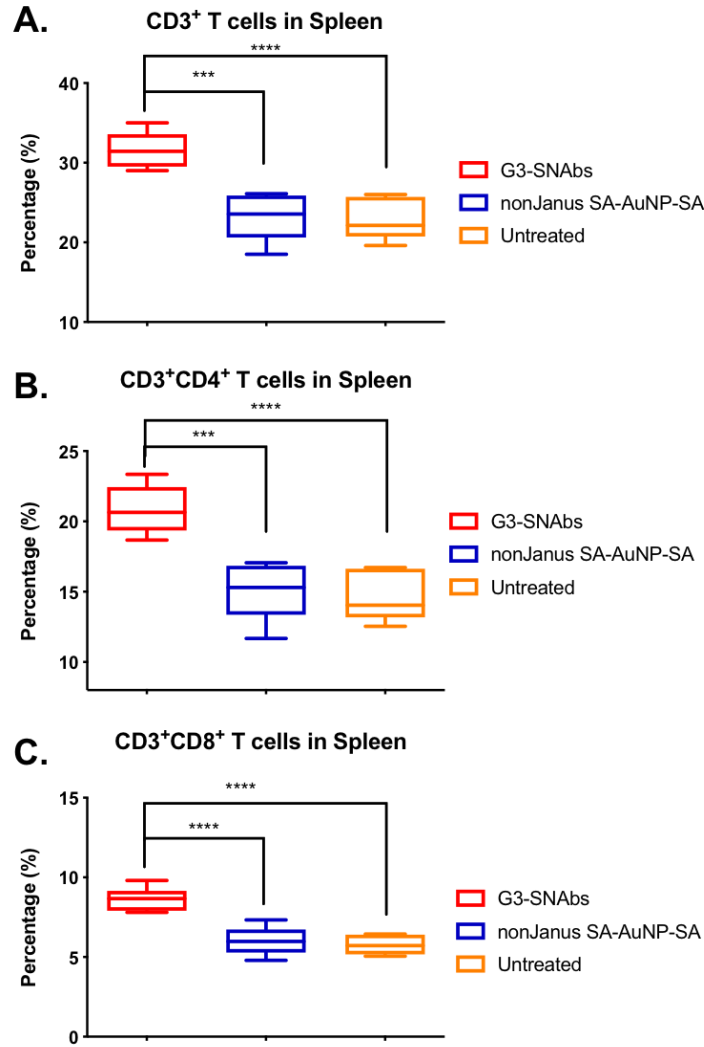 A.
CD3⁺ T cells in Spleen
****
***
40
30
20
10
Percentage (%)
G3-SNAbs
nonJanus SA-AuNP-SA
Untreated
B.
CD3⁺CD4⁺ T cells in Spleen
****
***
25
20
15
10
Percentage (%)
G3-SNAbs
nonJanus SA-AuNP-SA
Untreated
C.
CD3⁺CD8⁺ T cells in Spleen
****
****
15
10
5
0
Percentage (%)
G3-SNAbs
nonJanus SA-AuNP-SA
Untreated